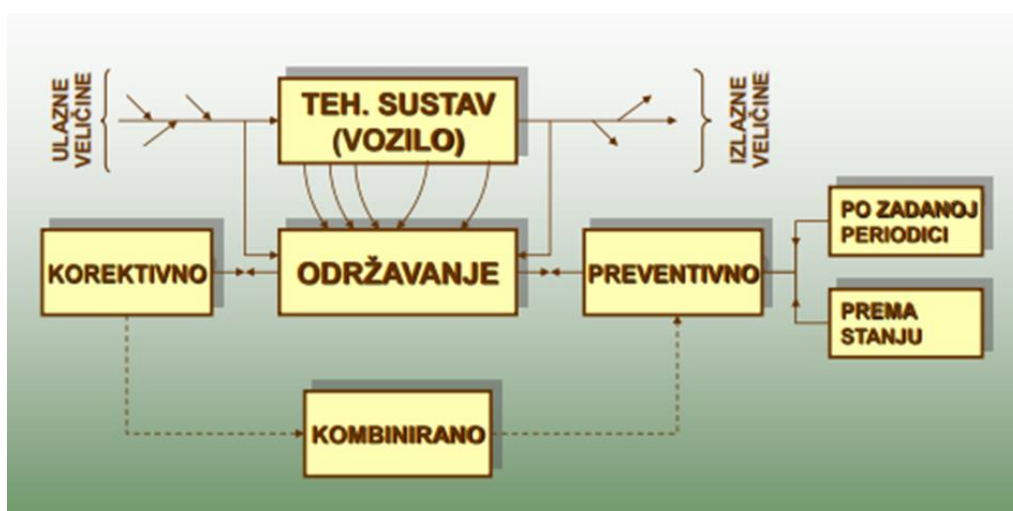 ULAZNE
VELIČINE
TEH. SUSTAV
(VOZILO)
IZLAZNE
VELIČINE
KOREKTIVNO
ODRŽAVANJE
PREVENTIVNO
PO ZADANOJ
PERIODICI
PREMA
STANJU
KOMBINIRANO